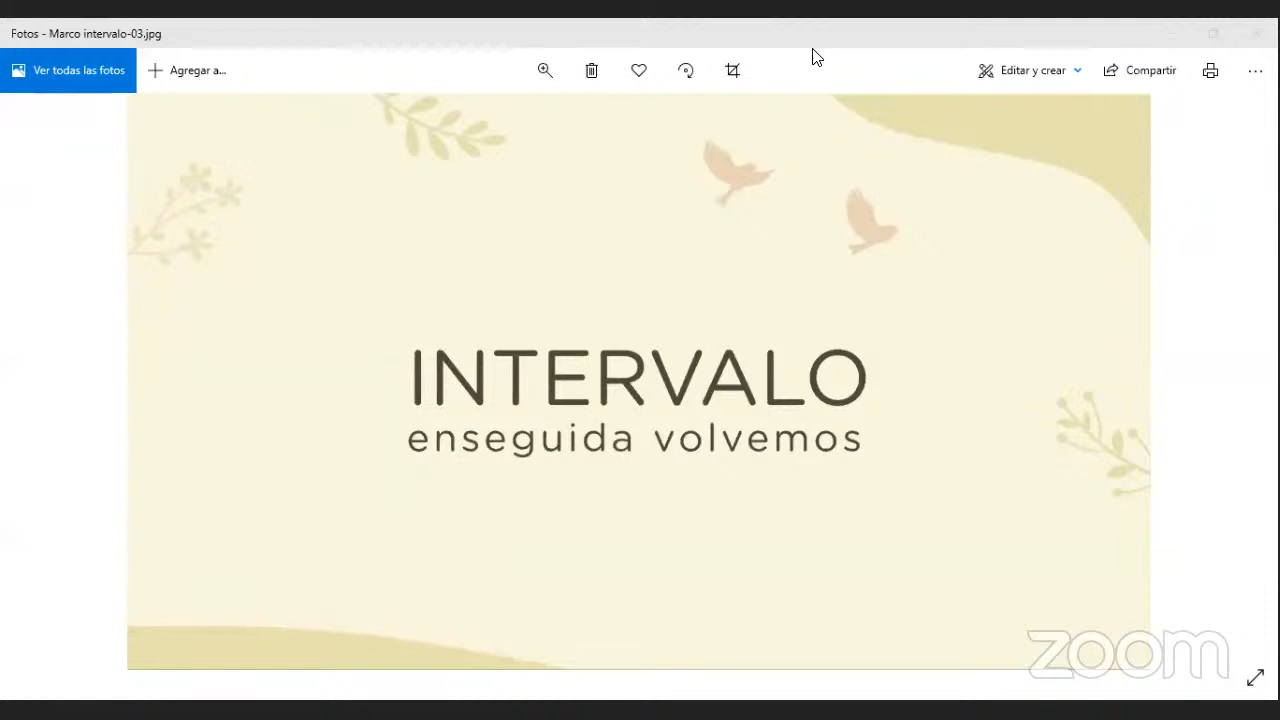 Fotos - Marco intervalo-03.jpg
Ver todas las fotos
Agregar a...
Editar y crear
Compartir
INTERVALO
enseguida volvemos
zoom